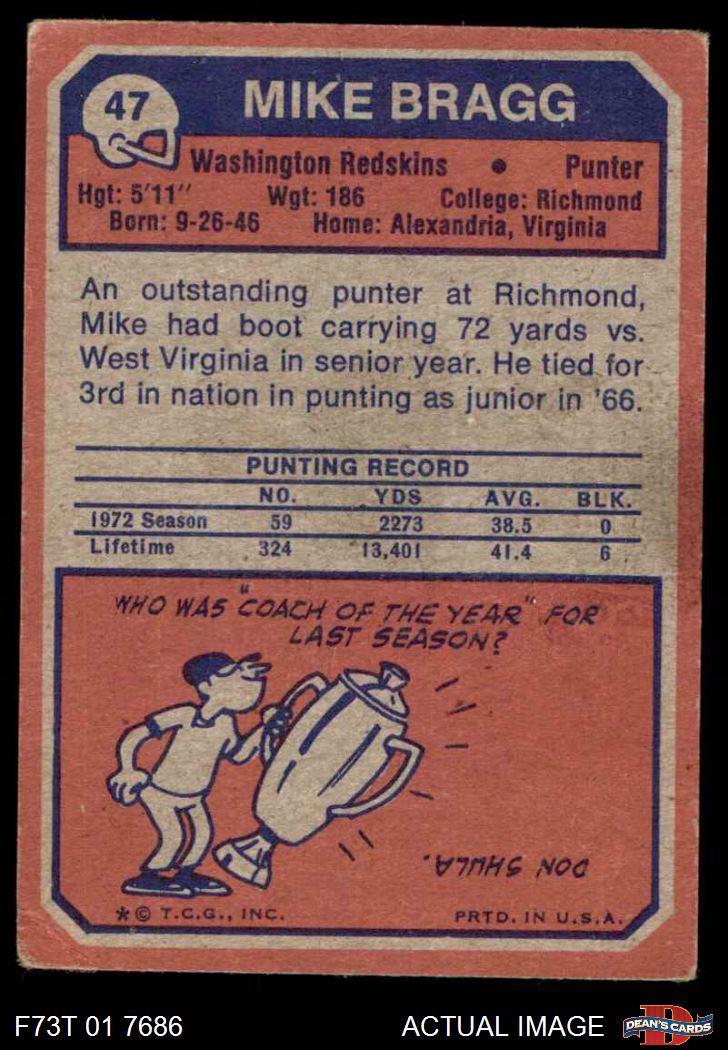 47
MIKE BRAGG
Washington Redskins • Punter
Hgt: 5'11" Wgt: 186 College: Richmond
Born: 9-26-46 Home: Alexandria, Virginia
An outstanding punter at Richmond,
Mike had boot carrying 72 yards vs.
West Virginia in senior year. He tied for
3rd in nation in punting as junior in '66.
PUNTING RECORD
NO. YDS AVG. BLK.
1972 Season 59 2273 38.5 0
Lifetime 324 13,401 41.4 6
WHO WAS "COACH OF THE YEAR" FOR
LAST SEASON?
DON SHULA.
* © T.C.G., INC. PRTD. IN U.S.A.
F73T 01 7686 ACTUAL IMAGE D DEAN'S CARDS